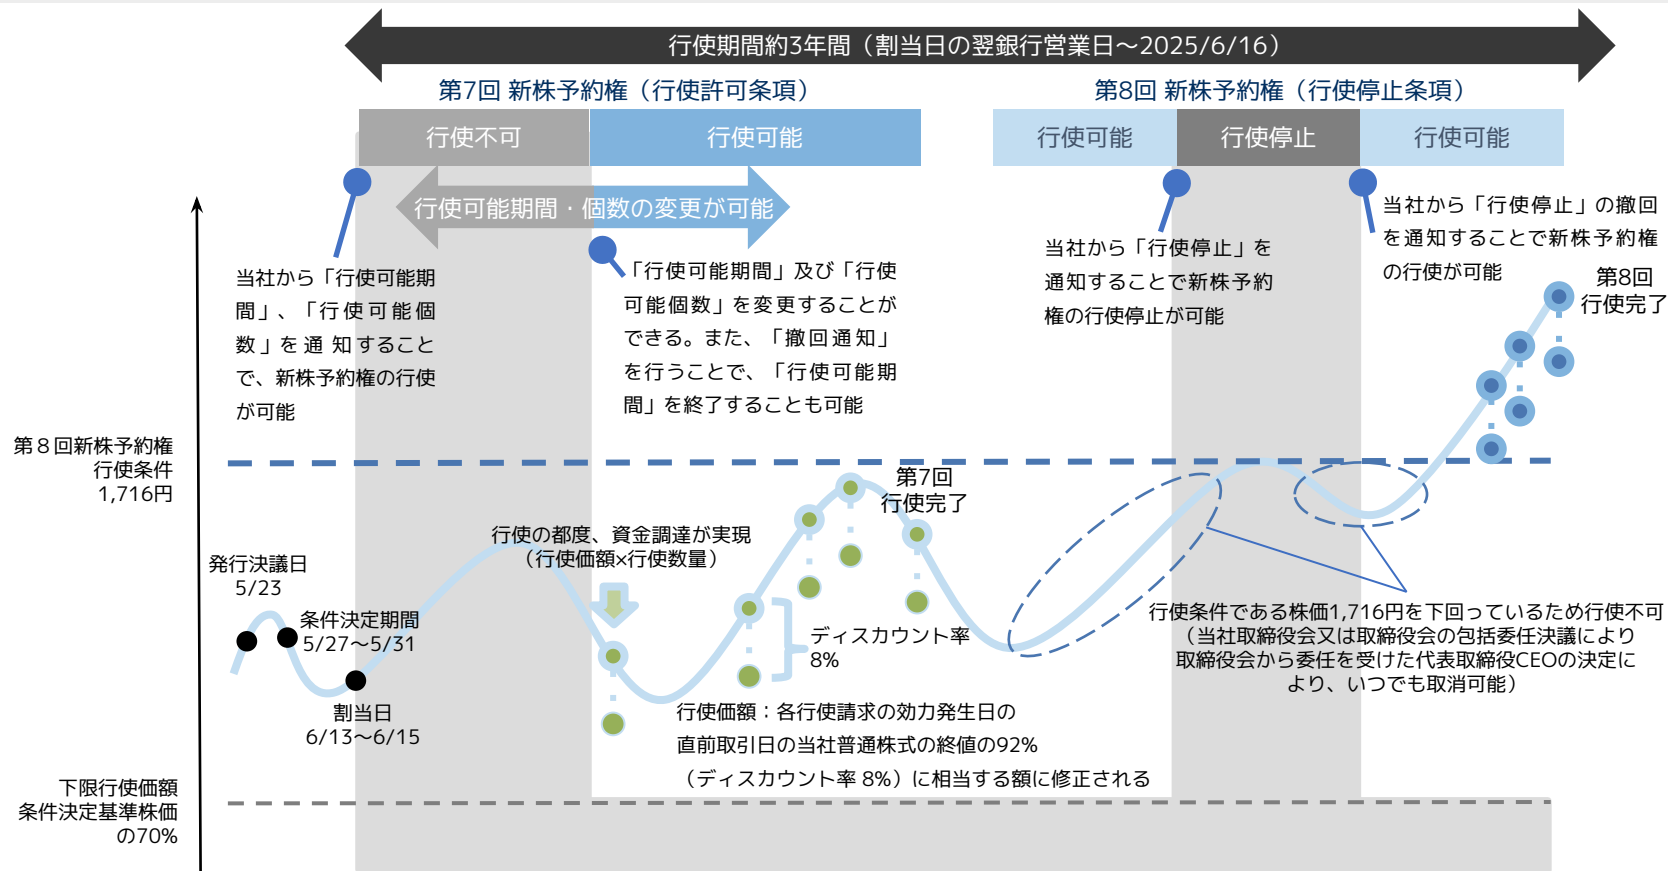 行使期間約3年間（割当日の翌銀行営業日～2025/6/16）
第7回 新株予約権（行使許可条項）
第8回 新株予約権（行使停止条項）
行使不可
行使可能
行使可能
行使停止
行使可能
行使可能期間・個数の変更が可能
当社から「行使可能期
間」、「行使可能個
数」を通知すること
で、新株予約権の行使
が可能
「行使可能期間」及び「行使
可能個数」を変更することが
できる。また、「撤回通知」
を行うことで、「行使可能期
間」を終了することも可能
当社から「行使停止」を
通知することで新株予約
権の行使停止が可能
当社から「行使停止」の撤回
を通知することで新株予約権
の行使が可能
第8回
行使完了
第８回新株予約権
行使条件
1,716円
第7回
行使完了
行使の都度、資金調達が実現
（行使価額×行使数量）
発行決議日
5/23
条件決定期間
5/27～5/31
割当日
6/13～6/15
ディスカウント率
8%
行使条件である株価1,716円を下回っているため行使不可
（当社取締役会又は取締役会の包括委任決議により
取締役会から委任を受けた代表取締役CEOの決定に
より、いつでも取消可能）
行使価額：各行使請求の効力発生日の
直前取引日の当社普通株式の終値の92%
（ディスカウント率 8%）に相当する額に修正される
下限行使価額
条件決定基準株価
の70%